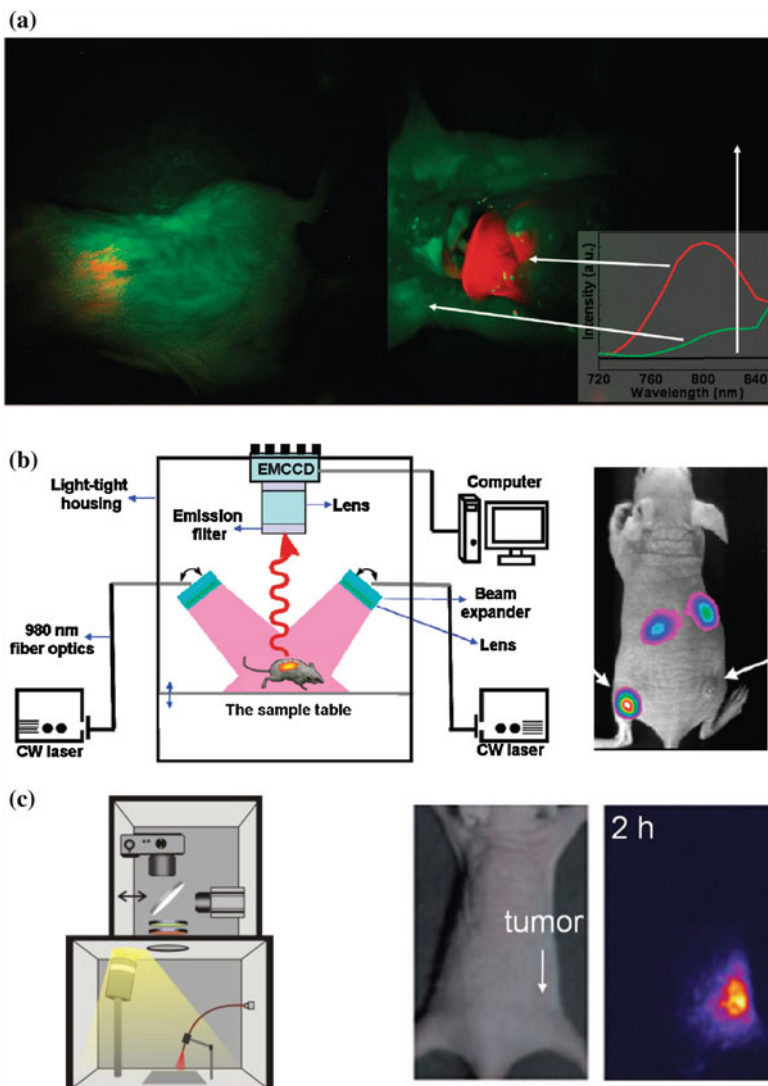 (a)
Intensity (a.u.)
720 760 800 840
Wavelength (nm)
(b)
Light-tight
housing
EMCCD
Lens
Emission
filter
Computer
Beam
expander
Lens
980 nm
fiber optics
The sample table
CW laser
CW laser
(c)
tumor
2 h